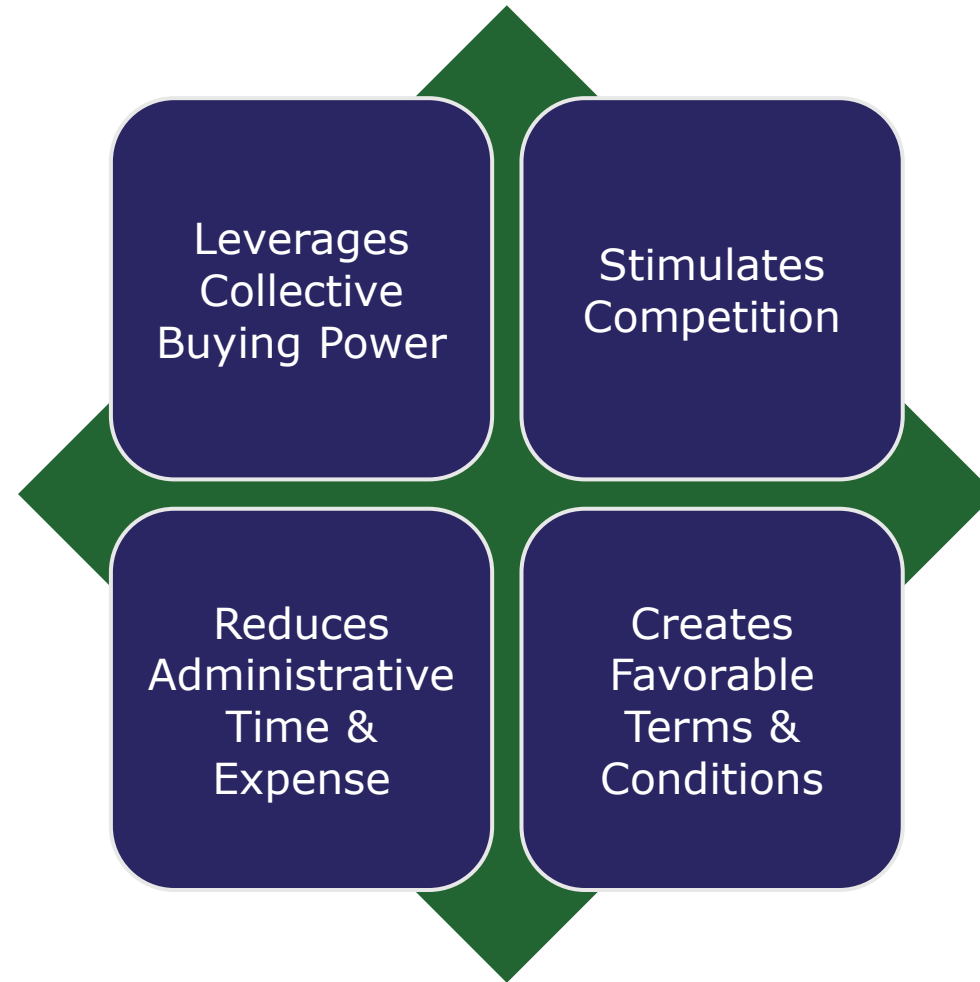 Leverages
Collective
Buying Power
Stimulates
Competition
Reduces
Administrative
Time &
Expense
Creates
Favorable
Terms &
Conditions